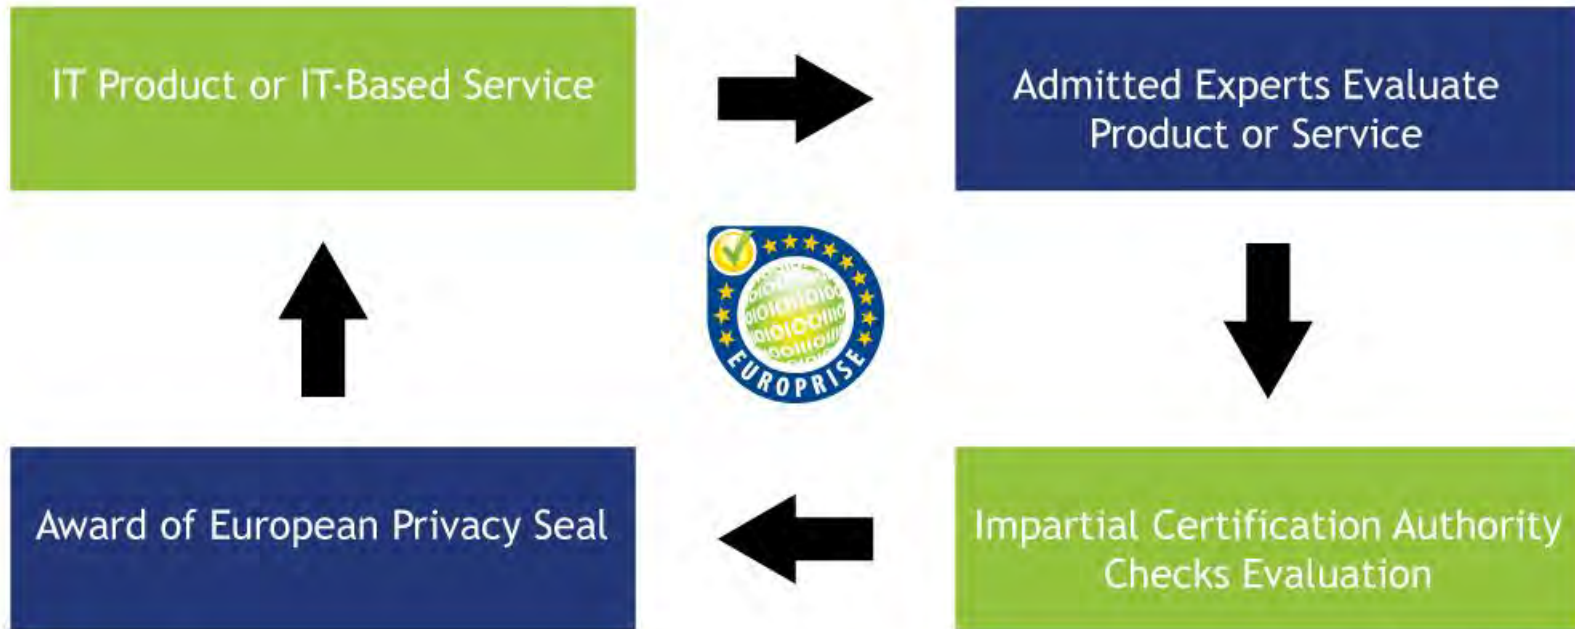 IT Product or IT-Based Service
Admitted Experts Evaluate
Product or Service
EUROPRISE
Award of European Privacy Seal
Impartial Certification Authority
Checks Evaluation